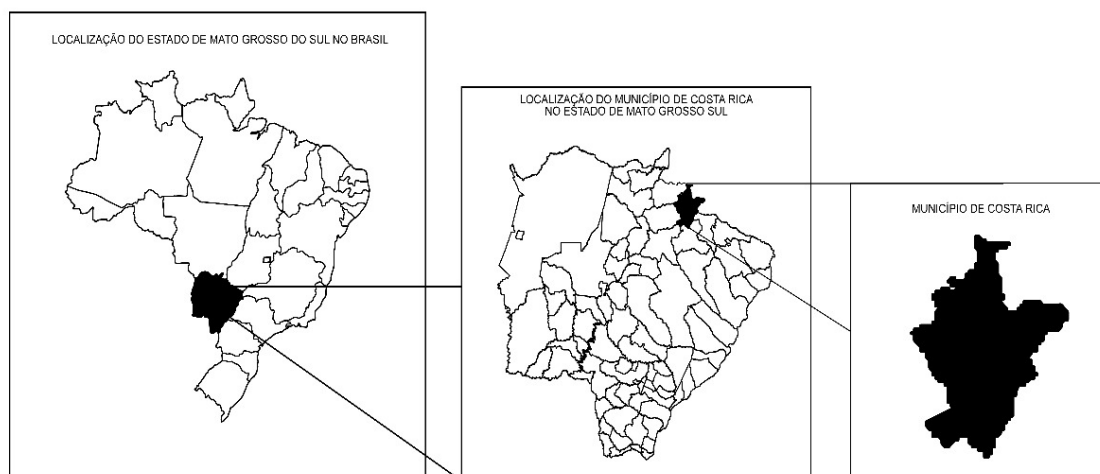 LOCALIZAÇÃO DO ESTADO DE MATO GROSSO DO SUL NO BRASIL
LOCALIZAÇÃO DO MUNICÍPIO DE COSTA RICA
NO ESTADO DE MATO GROSSO SUL
MUNICÍPIO DE COSTA RICA